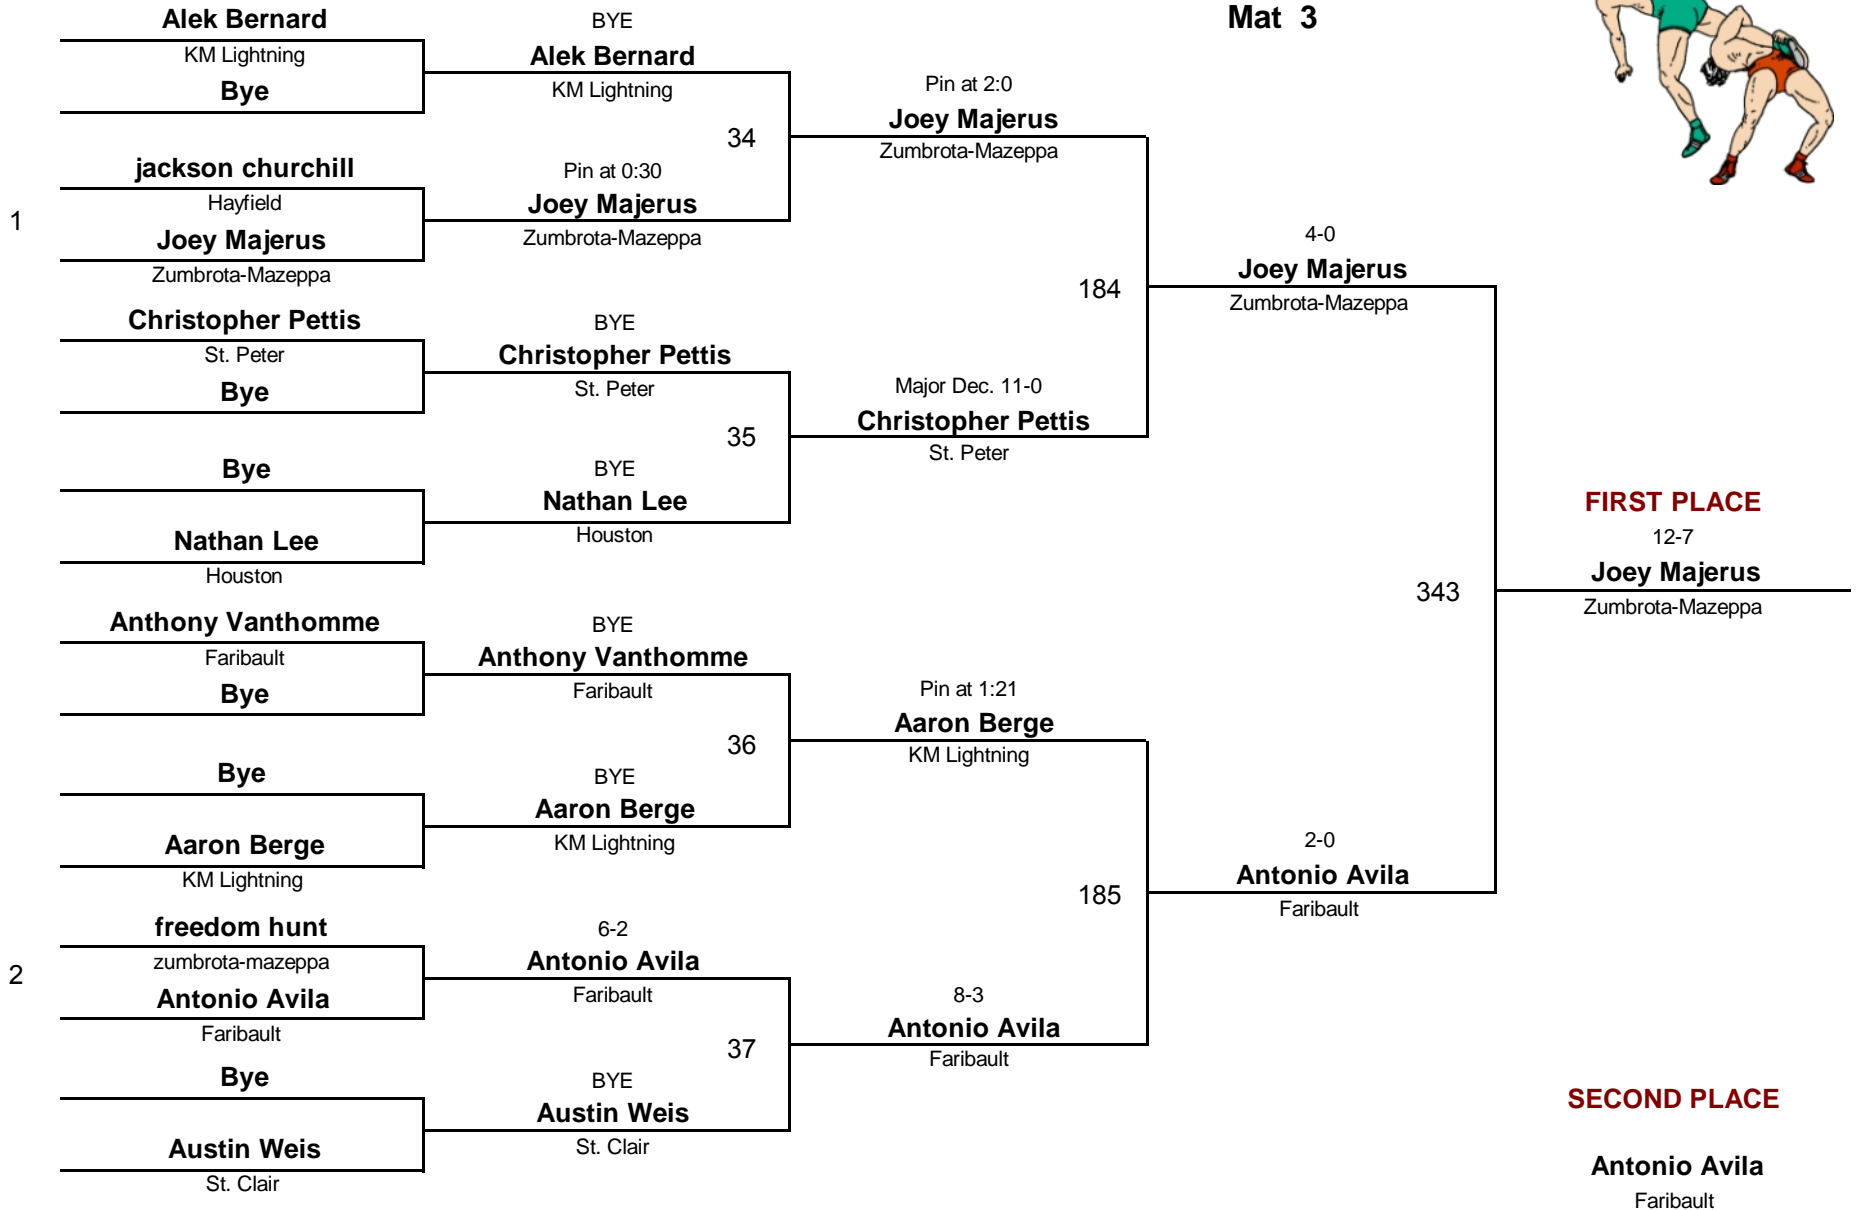 Mat 3
Alek Bernard
KM Lightning
Bye
jackson churchill
Hayfield
1
Joey Majerus
Zumbrota-Mazeppa
Christopher Pettis
St. Peter
Bye
Bye
Nathan Lee
Houston
Anthony Vanthomme
Faribault
Bye
Bye
Aaron Berge
KM Lightning
freedom hunt
zumbrota-mazeppa
2
Antonio Avila
Faribault
Bye
Austin Weis
St. Clair
BYE
Alek Bernard
KM Lightning
34
Pin at 0:30
Joey Majerus
Zumbrota-Mazeppa
BYE
Christopher Pettis
St. Peter
35
BYE
Nathan Lee
Houston
BYE
Anthony Vanthomme
Faribault
36
BYE
Aaron Berge
KM Lightning
6-2
Antonio Avila
Faribault
37
BYE
Austin Weis
St. Clair
Pin at 2:0
Joey Majerus
Zumbrota-Mazeppa
184
Major Dec. 11-0
Christopher Pettis
St. Peter
Pin at 1:21
Aaron Berge
KM Lightning
185
8-3
Antonio Avila
Faribault
4-0
Joey Majerus
Zumbrota-Mazeppa
343
2-0
Antonio Avila
Faribault
FIRST PLACE
12-7
Joey Majerus
Zumbrota-Mazeppa
SECOND PLACE
Antonio Avila
Faribault